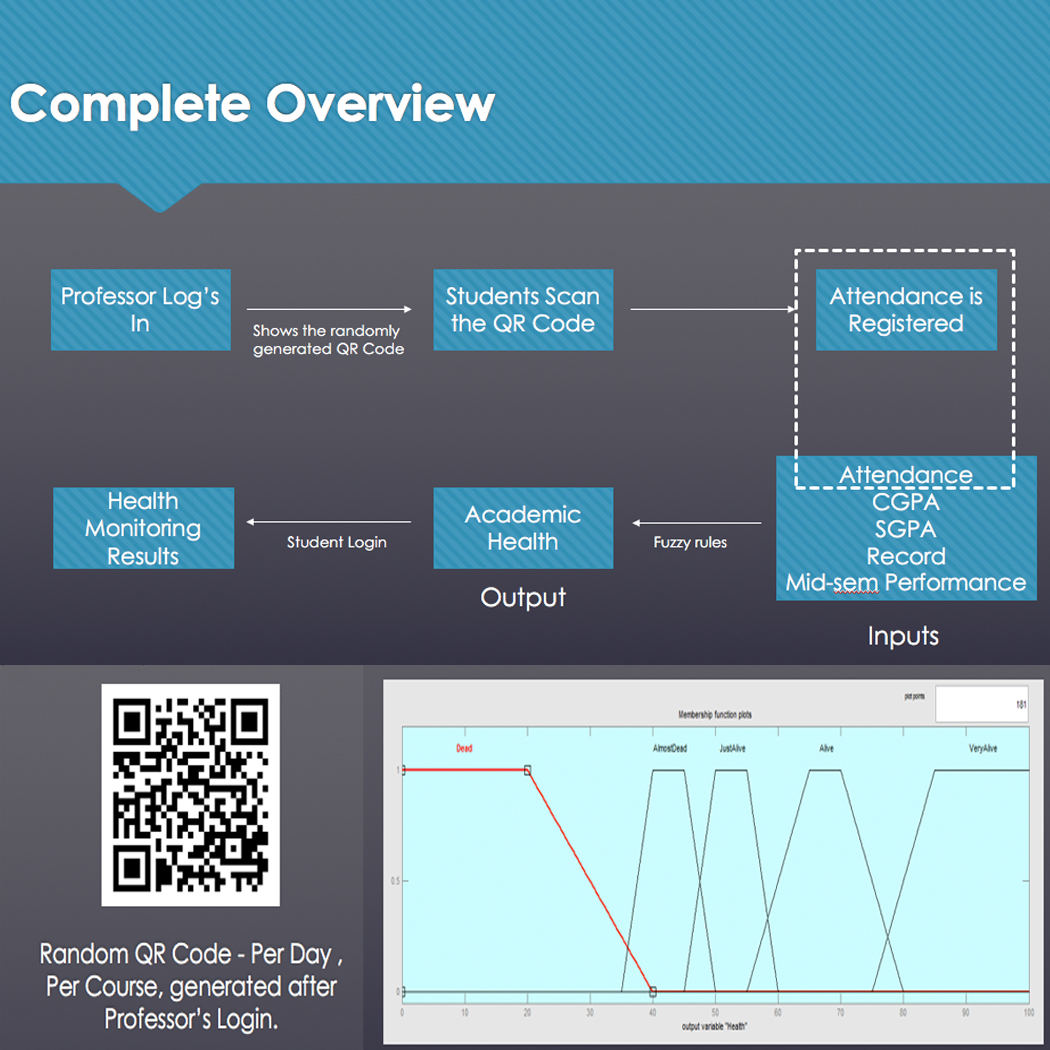 Complete Overview
Professor Log's
In
Shows the randomly
generated QR Code
Students Scan
the QR Code
Attendance is
Registered
Health
Monitoring
Results
Student Login
Academic
Health
Output
Fuzzy rules
Attendance
CGPA
SGPA
Record
Mid-sem Performance
Inputs
Random QR Code - Per Day ,
Per Course, generated after
Professor's Login.
plot points
181
Membership function plots
Dead
AlmostDead
JustAlive
Alive
VeryAlive
1
0.5
0
0
10
20
30
40
50
60
70
80
90
100
output variable "Health"